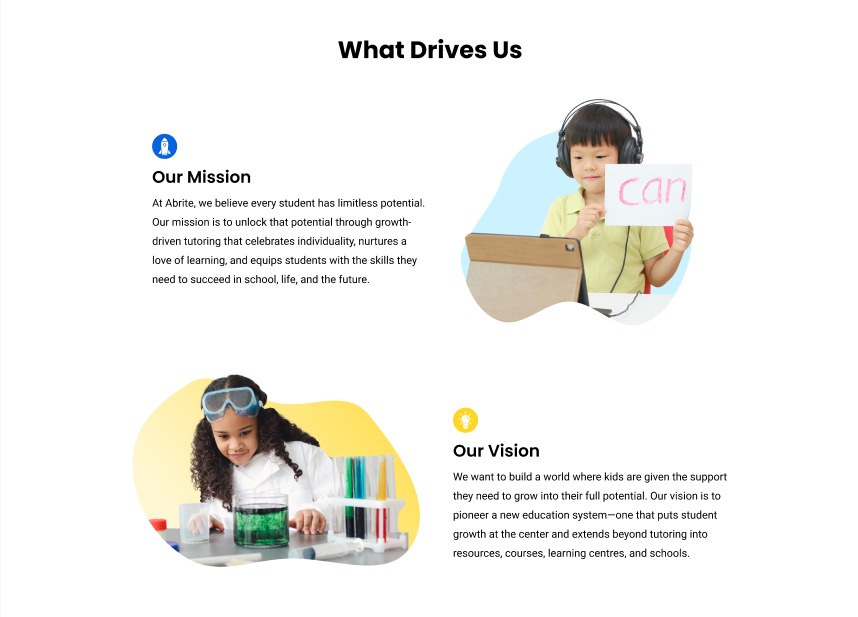 What Drives Us
Our Mission
At Abrite, we believe every student has limitless potential.
Our mission is to unlock that potential through growth-
driven tutoring that celebrates individuality, nurtures a
love of learning, and equips students with the skills they
need to succeed in school, life, and the future.
can
Our Vision
We want to build a world where kids are given the support
they need to grow into their full potential. Our vision is to
pioneer a new education system—one that puts student
growth at the center and extends beyond tutoring into
resources, courses, learning centres, and schools.